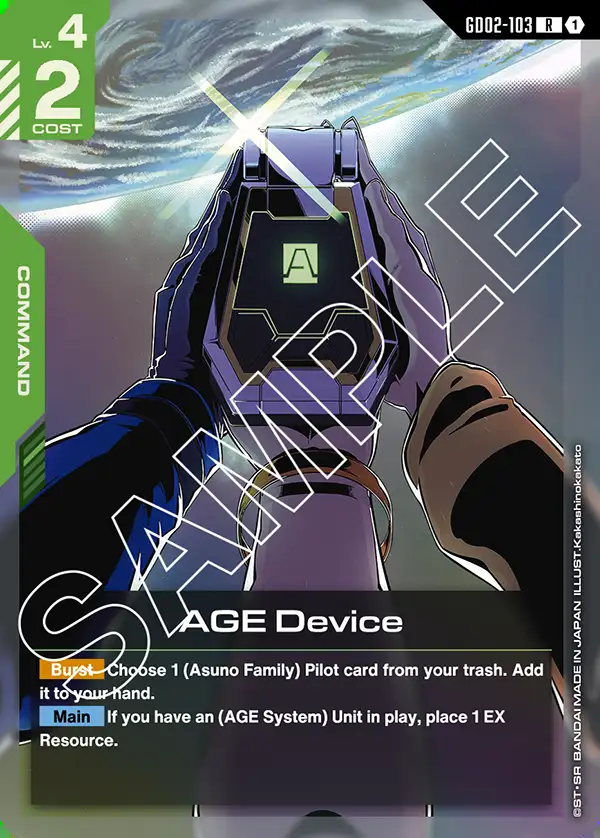 GD02-103 R 1
Lv. 4
2
COST
COMMAND
A
SAMPLE
AGE Device
Burst Choose 1 (Asuno Family) Pilot card from your trash. Add
it to your hand.
Main If you have an (AGE System) Unit in play, place 1 EX
Resource.
©ST・SR BANDAI MADE IN JAPAN ILLUST.Kakashinokakato